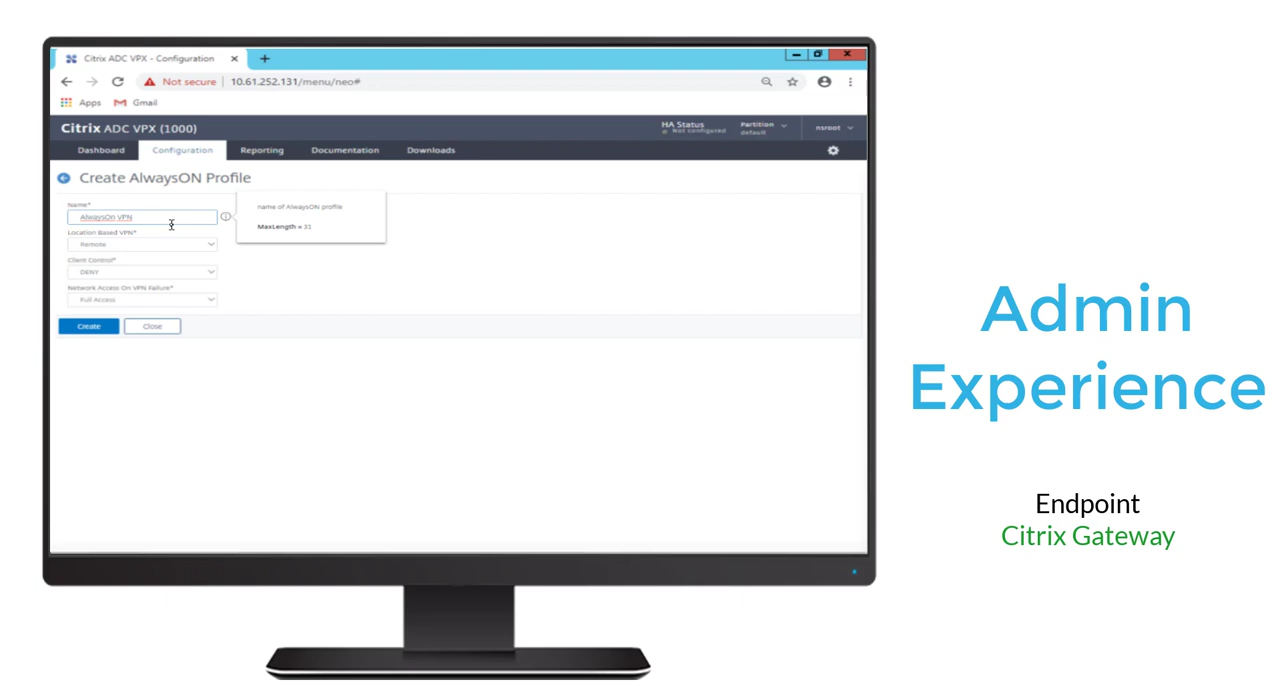 Citrix ADC VPX - Configuration
Not secure | 10.61.252.131/menu/neo#
Apps Gmail
Citrix ADC VPX (1000)
HA Status
Not configured
Partition
default
nsroot
Dashboard Configuration Reporting Documentation Downloads
Create AlwaysON Profile
Name*
AlwaysOn VPN
name of AlwaysON profile
MaxLength = 31
Location Based VPN*
Remote
Client Control*
DENY
Network Access On VPN Failure*
Full Access
Create Close
Admin
Experience
Endpoint
Citrix Gateway